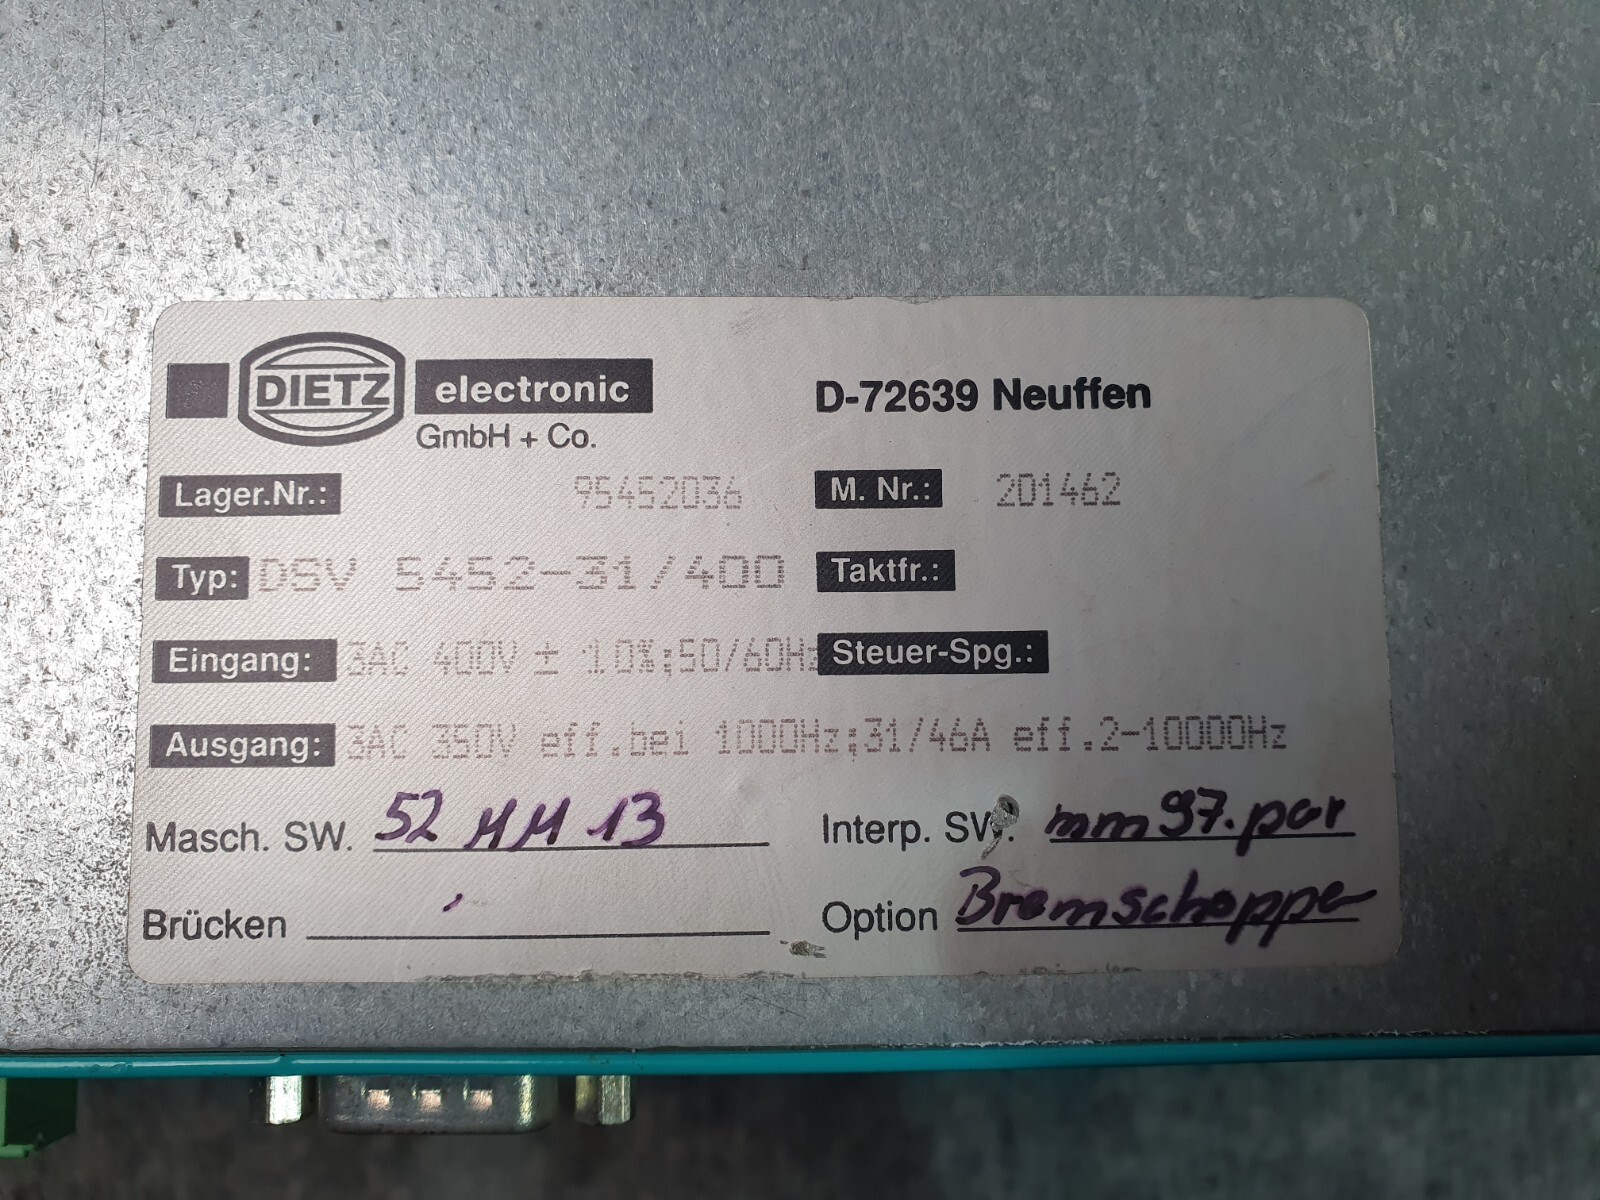 DIETZ electronic D-72639 Neuffen
GmbH + Co.
Lager.Nr.: 95452036 M. Nr.: 201462
Typ: DSV 5452-31/400 Taktfr.:
Eingang: 3AC 400V ± 10%;50/60Hz Steuer-Spg.:
Ausgang: 3AC 350V eff.bei 1000Hz;31/46A eff.2-10000Hz
Masch. SW. 52 MM 13 Interp. SW. mm97.par
Brücken Option Bremschopper